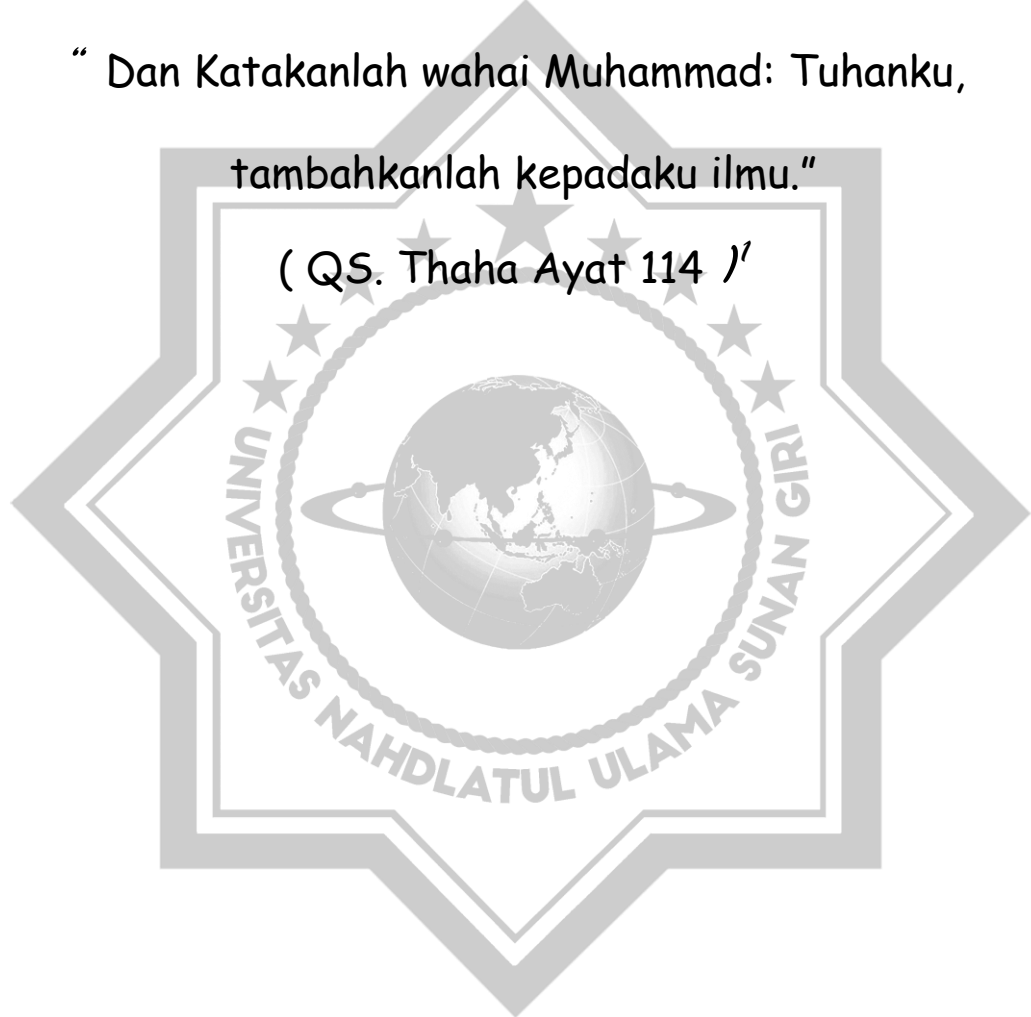 “ Dan Katakanlah wahai Muhammad: Tuhanku,
tambahkanlah kepadaku ilmu.”
( QS. Thaha Ayat 114 )¹
UNIVERSITAS NAHDLATUL ULAMA SUNAN GIRI